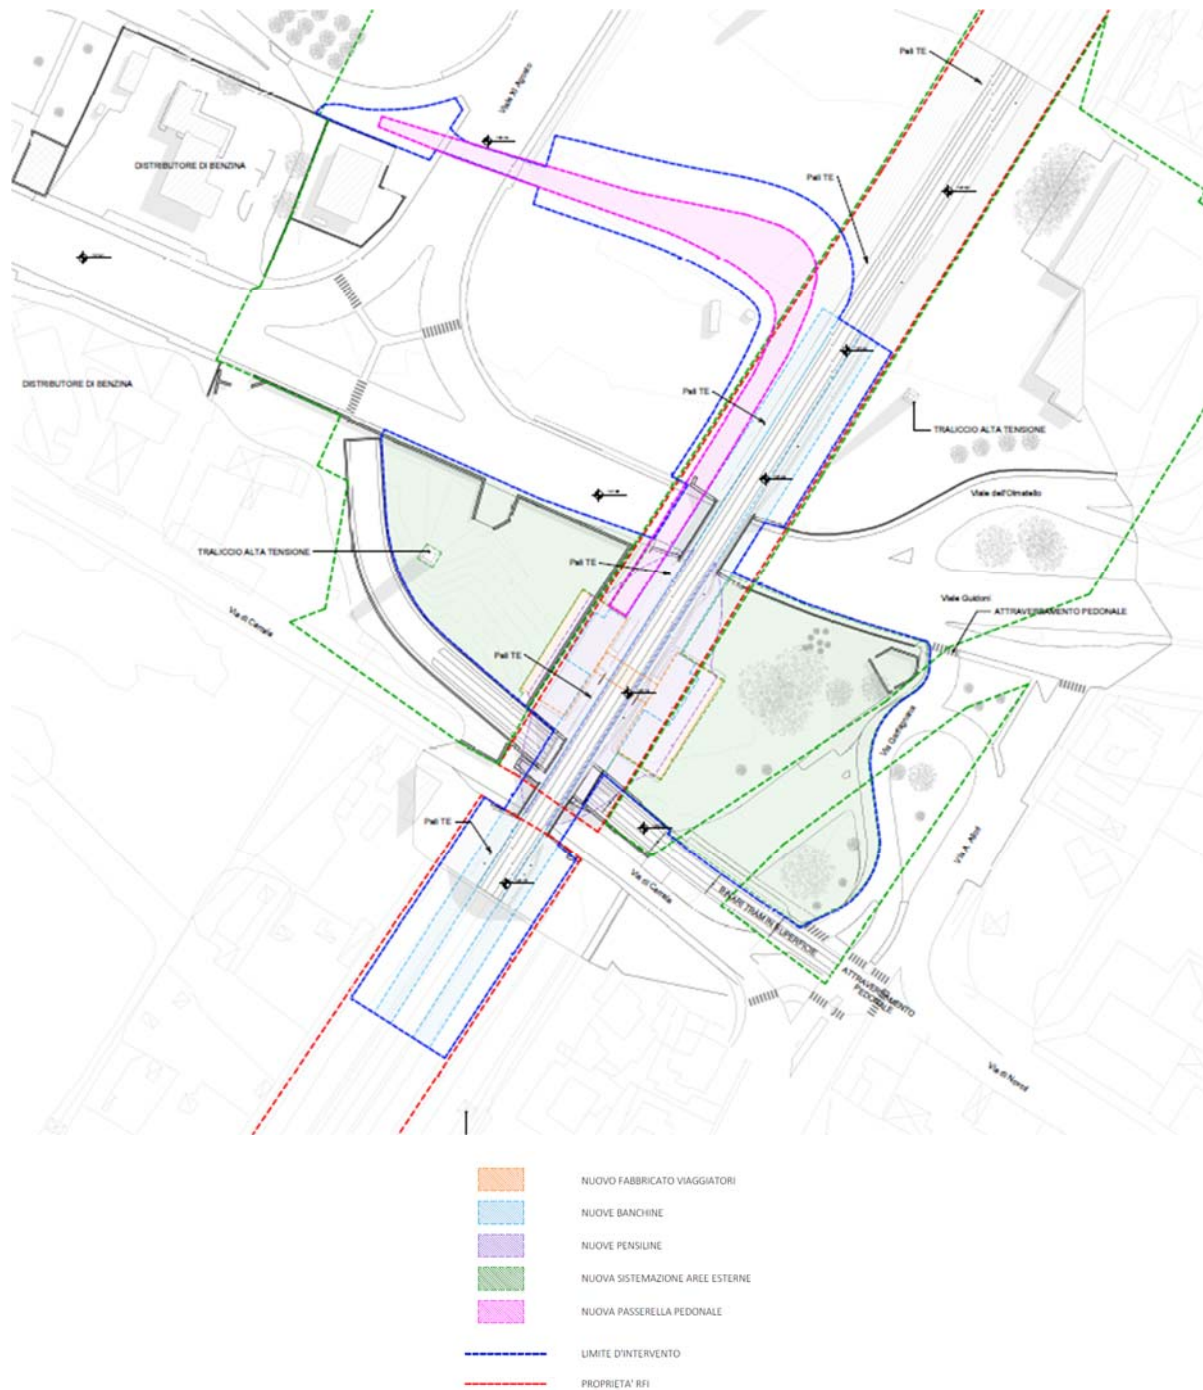 Viale XI Agosto
Pali TE
DISTRIBUTORE DI BENZINA
Pali TE
DISTRIBUTORE DI BENZINA
Pali TE
TRALICCIO ALTA TENSIONE
Viale dell'Olmatello
TRALICCIO ALTA TENSIONE
Pali TE
Viale Guidoni
ATTRAVERSAMENTO PEDONALE
Via di Carraia
Pali TE
Via Garfagnana
Pali TE
Via di Carraia
BINARI TRAM IN SUPERFICIE
ATTRAVERSAMENTO
PEDONALE
Via di Novoli
NUOVO FABBRICATO VIAGGIATORI
NUOVE BANCHINE
NUOVE PENSILINE
NUOVA SISTEMAZIONE AREE ESTERNE
NUOVA PASSERELLA PEDONALE
LIMITE D'INTERVENTO
PROPRIETA' RFI